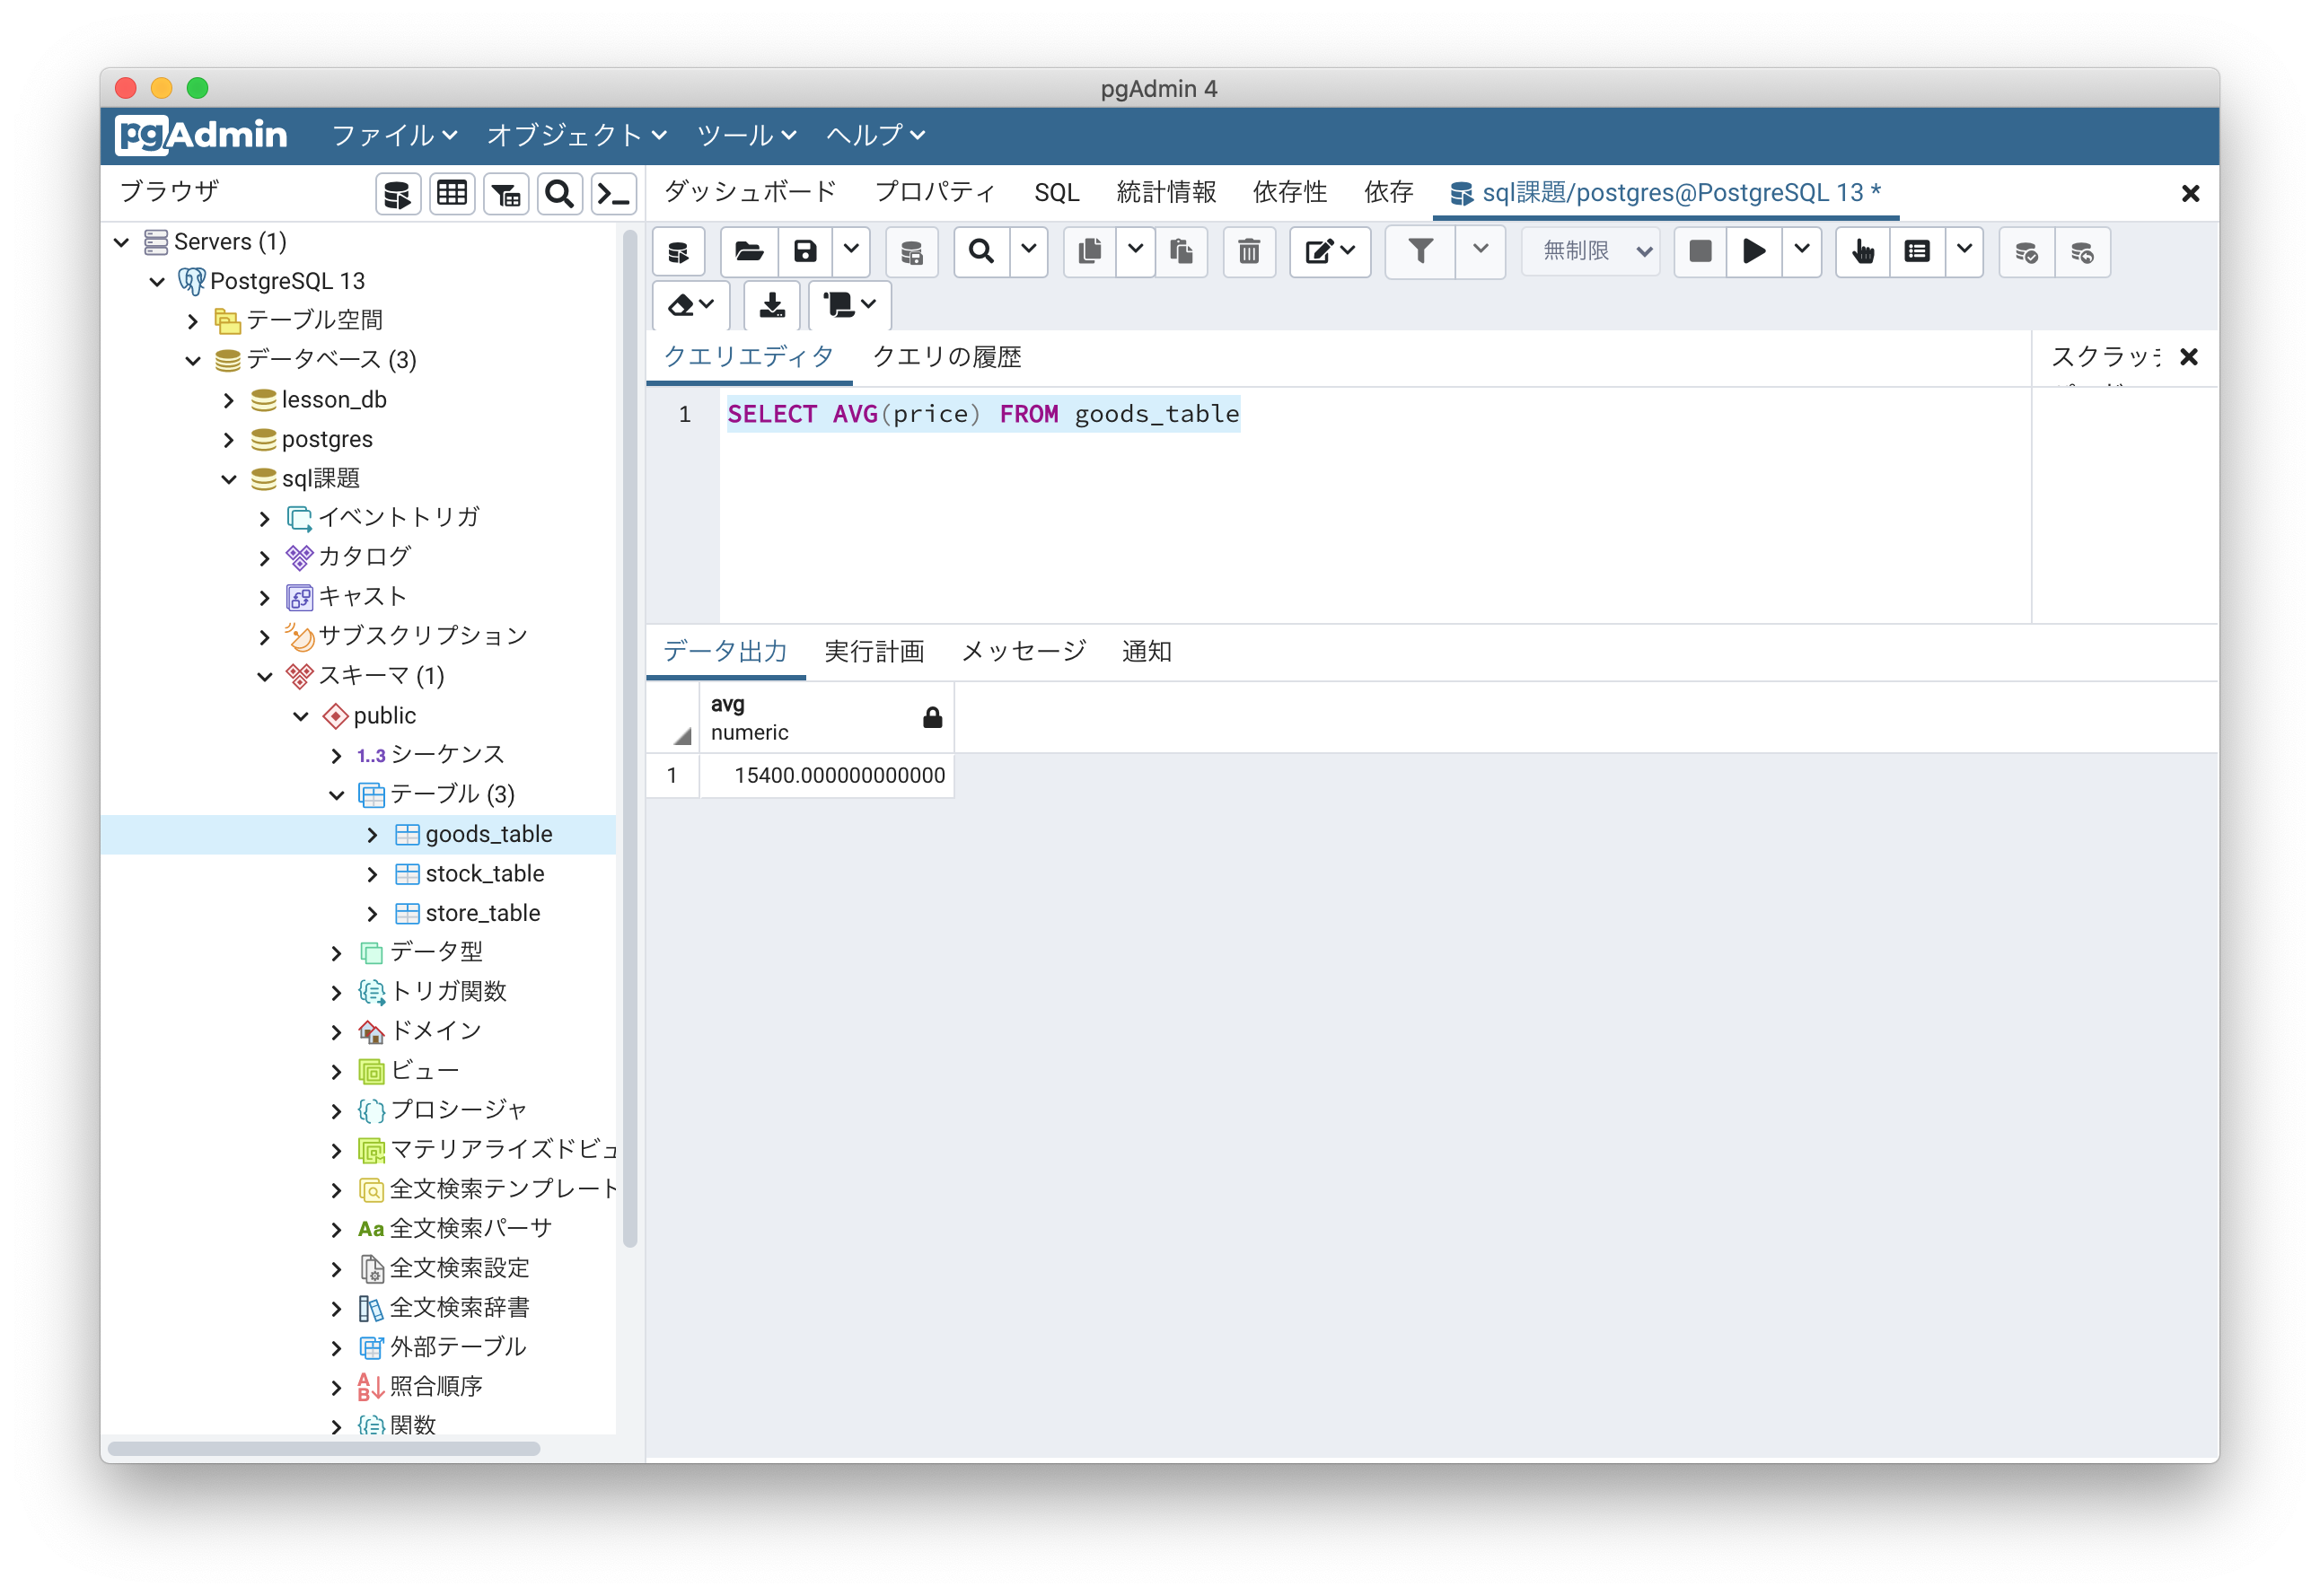 pgAdmin 4
pgAdmin ファイル オブジェクト ツール ヘルプ
ブラウザ
ダッシュボード プロパティ SQL 統計情報 依存性 依存 sql課題/postgres@PostgreSQL 13 *
無制限
Servers (1)
PostgreSQL 13
テーブル空間
データベース (3)
lesson_db
postgres
sql課題
イベントトリガ
カタログ
キャスト
サブスクリプション
スキーマ (1)
public
1..3 シーケンス
テーブル (3)
goods_table
stock_table
store_table
データ型
トリガ関数
ドメイン
ビュー
プロシージャ
マテリアライズドビュ
全文検索テンプレート
Aa 全文検索パーサ
全文検索設定
全文検索辞書
外部テーブル
照合順序
関数
クエリエディタ クエリの履歴
スクラッ
1 SELECT AVG(price) FROM goods_table
データ出力 実行計画 メッセージ 通知
avg
numeric
1 15400.000000000000